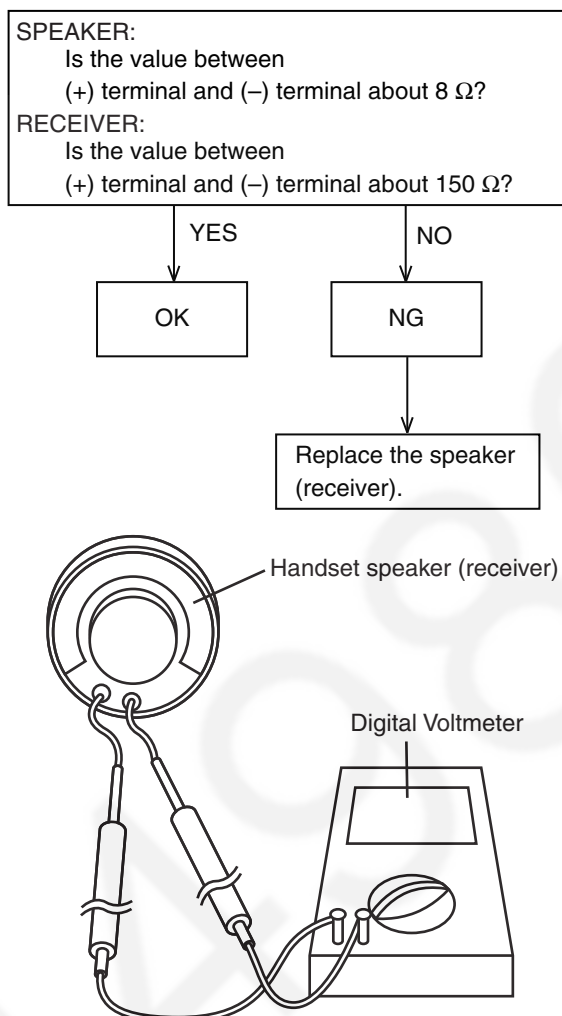 SPEAKER:
Is the value between
(+) terminal and (–) terminal about 8 Ω?
RECEIVER:
Is the value between
(+) terminal and (–) terminal about 150 Ω?
YES
NO
OK
NG
Replace the speaker
(receiver).
Handset speaker (receiver)
Digital Voltmeter